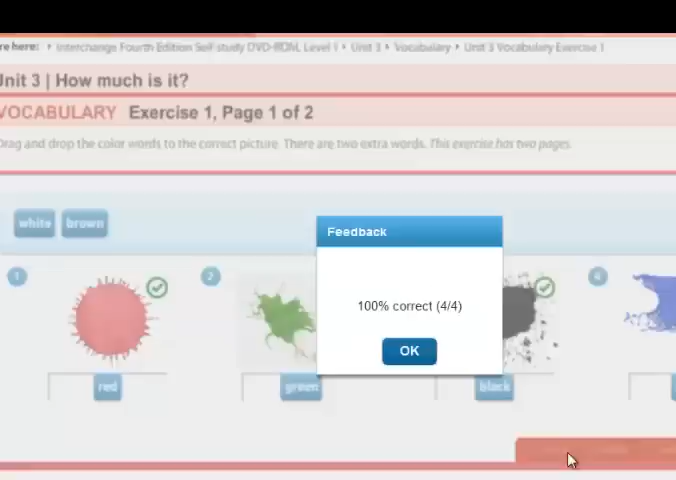 re here: › Interchange Fourth Edition Self-study DVD-ROM, Level 1 › Unit 3 › Vocabulary › Unit 3 Vocabulary Exercise 1
Unit 3 | How much is it?
VOCABULARY Exercise 1, Page 1 of 2
Drag and drop the color words to the correct picture. There are two extra words. This exercise has two pages.
white brown
Feedback
1 2 4
100% correct (4/4)
OK
red green black